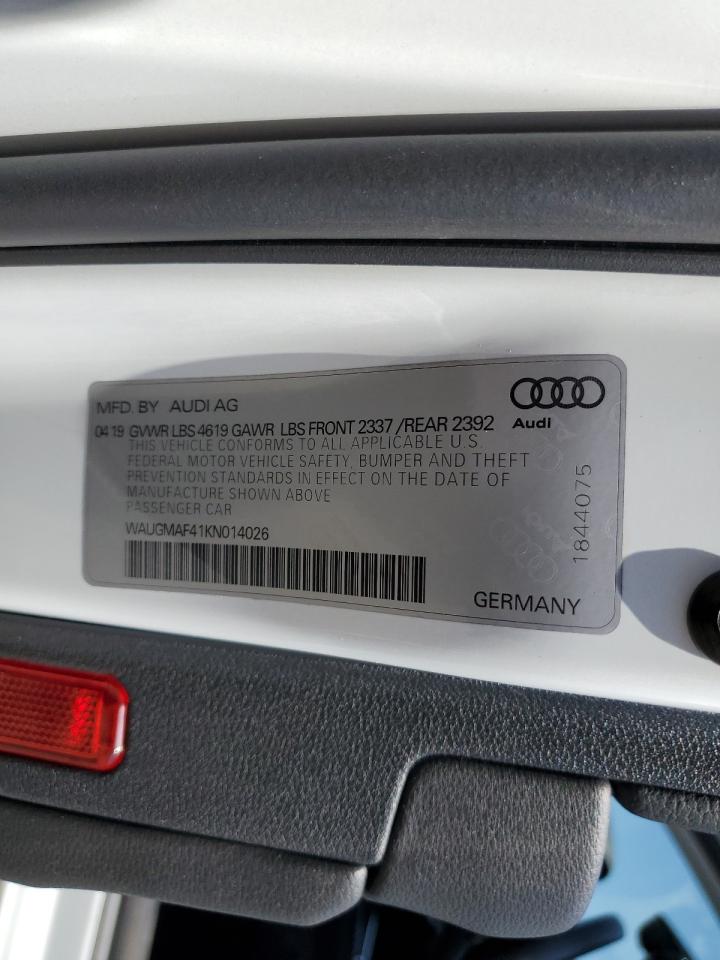 MFD. BY AUDI AG
Audi
04 19 GVWR LBS 4619 GAWR LBS FRONT 2337 /REAR 2392
THIS VEHICLE CONFORMS TO ALL APPLICABLE U.S.
FEDERAL MOTOR VEHICLE SAFETY, BUMPER AND THEFT
PREVENTION STANDARDS IN EFFECT ON THE DATE OF
MANUFACTURE SHOWN ABOVE
PASSENGER CAR
WAUGMAF41KN014026
GERMANY
1844075